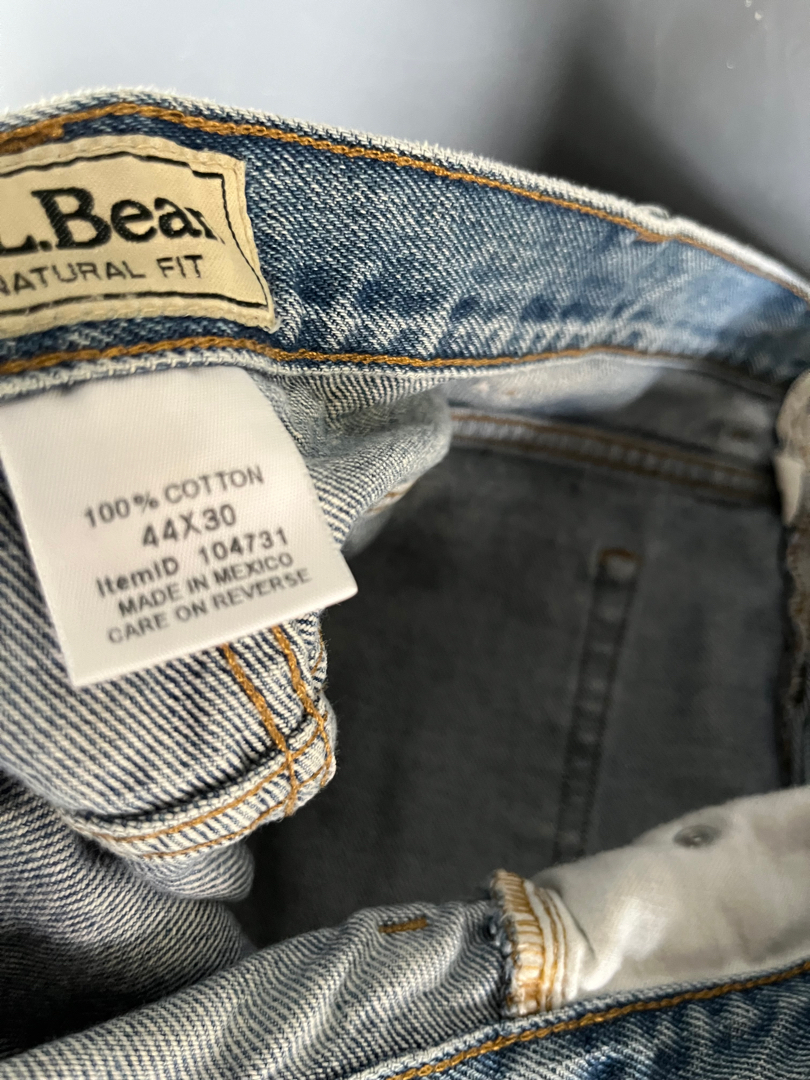 L.Bean
NATURAL FIT
100% COTTON
44X30
ItemID 104731
MADE IN MEXICO
CARE ON REVERSE